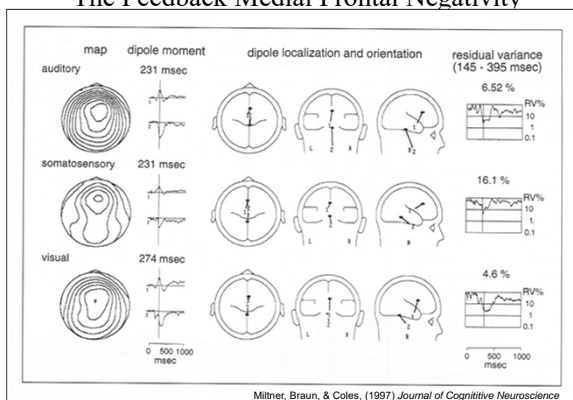 The Feedback Medial Frontal Negativity
map dipole moment dipole localization and orientation residual variance
(145 - 395 msec)
auditory 231 msec 6.52 %
RV%
10
1
0.1
1
2
L R
somatosensory 231 msec 16.1 %
RV%
10
1
0.1
L R
visual 274 msec 4.6 %
RV%
10
1
0.1
L R R
0 500 1000
msec
0 500 1000
msec
Miltner, Braun, & Coles, (1997) Journal of Cognititive Neuroscience